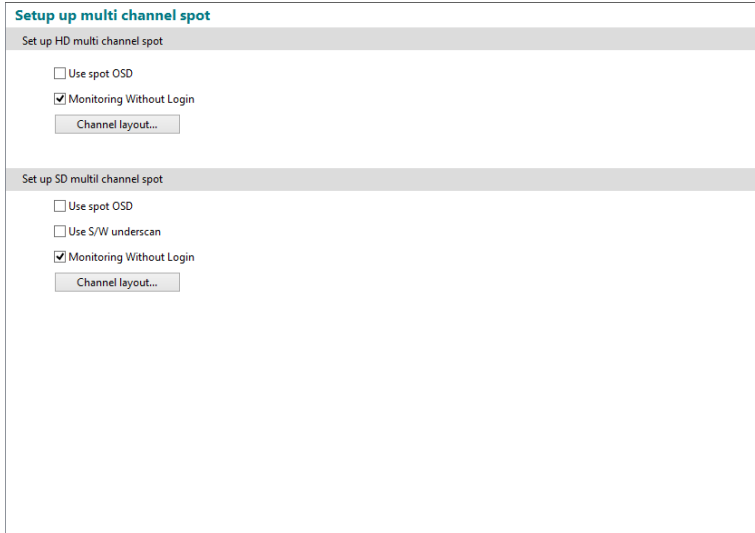 Setup up multi channel spot
Set up HD multi channel spot
Use spot OSD
Monitoring Without Login
Channel layout...
Set up SD multil channel spot
Use spot OSD
Use S/W underscan
Monitoring Without Login
Channel layout...